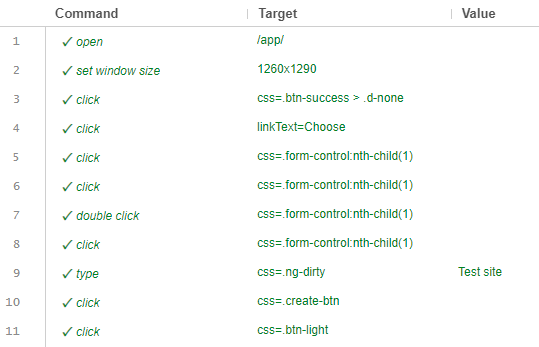 Command Target Value
1 ✓ open /app/
2 ✓ set window size 1260x1290
3 ✓ click css=.btn-success > .d-none
4 ✓ click linkText=Choose
5 ✓ click css=.form-control:nth-child(1)
6 ✓ click css=.form-control:nth-child(1)
7 ✓ double click css=.form-control:nth-child(1)
8 ✓ click css=.form-control:nth-child(1)
9 ✓ type css=.ng-dirty Test site
10 ✓ click css=.create-btn
11 ✓ click css=.btn-light